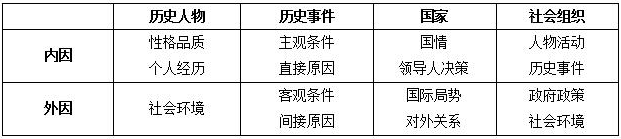 历史人物 历史事件 国家 社会组织
内因 性格品质 主观条件 国情 人物活动
个人经历 直接原因 领导人决策 历史事件
外因 社会环境 客观条件 国际局势 政府政策
间接原因 对外关系 社会环境